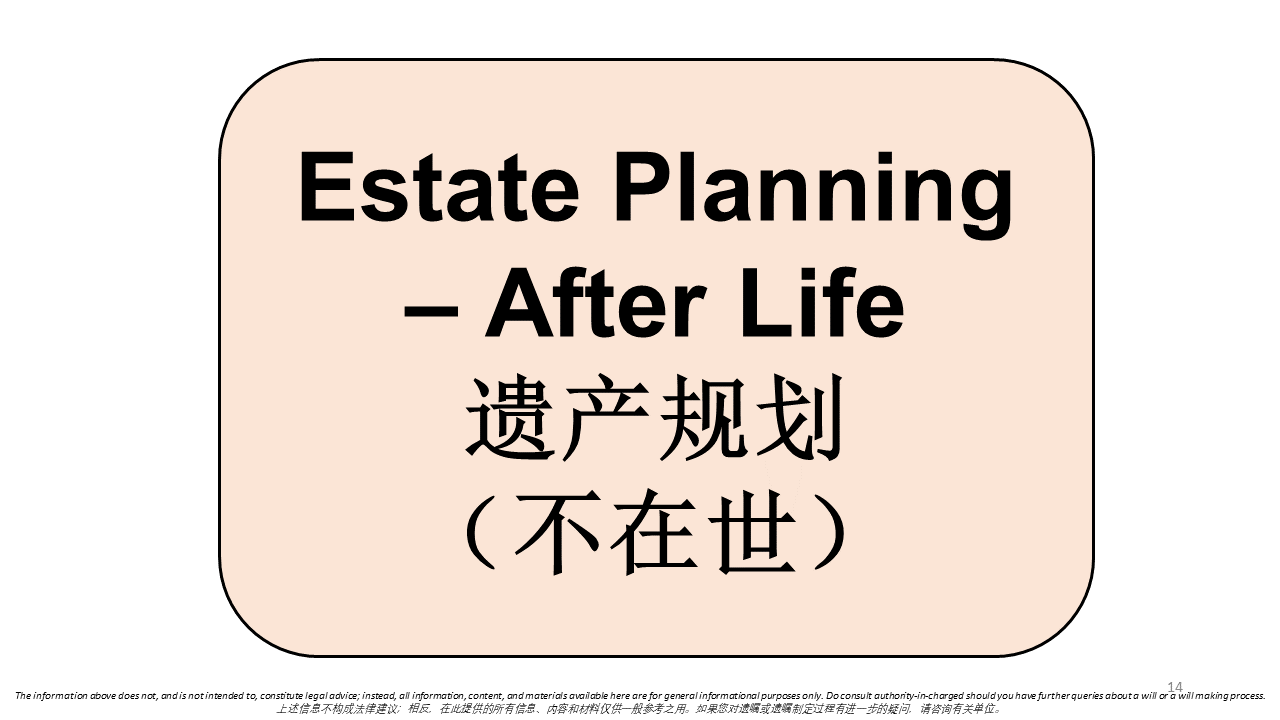 Estate Planning
– After Life
遗产规划
（不在世）
14
The information above does not, and is not intended to, constitute legal advice; instead, all information, content, and materials available here are for general informational purposes only. Do consult authority-in-charged should you have further queries about a will or a will making process.
上述信息不构成法律建议；相反，在此提供的所有信息、内容和材料仅供一般参考之用。如果您对遗嘱或遗嘱制定过程有进一步的疑问，请咨询有关单位。